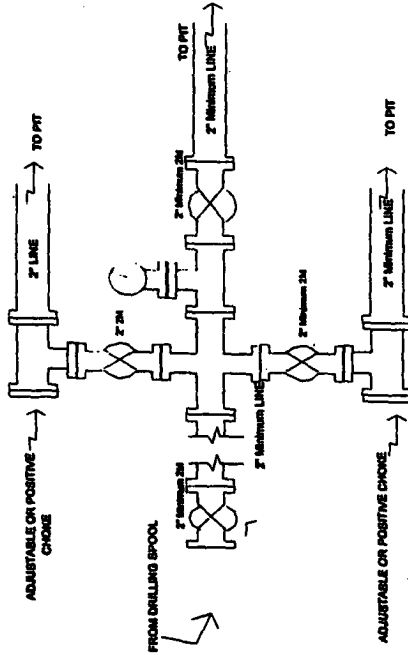 TO PIT
2" LINE
ADJUSTABLE OR POSITIVE
CHOKE
2" 2M
TO PIT
2" Minimum LINE
2" Minimum 2M
FROM DRILLING SPOOL
2" Minimum 2M
2" Minimum LINE
2" Minimum 2M
TO PIT
2" Minimum LINE
ADJUSTABLE OR POSITIVE CHOKE